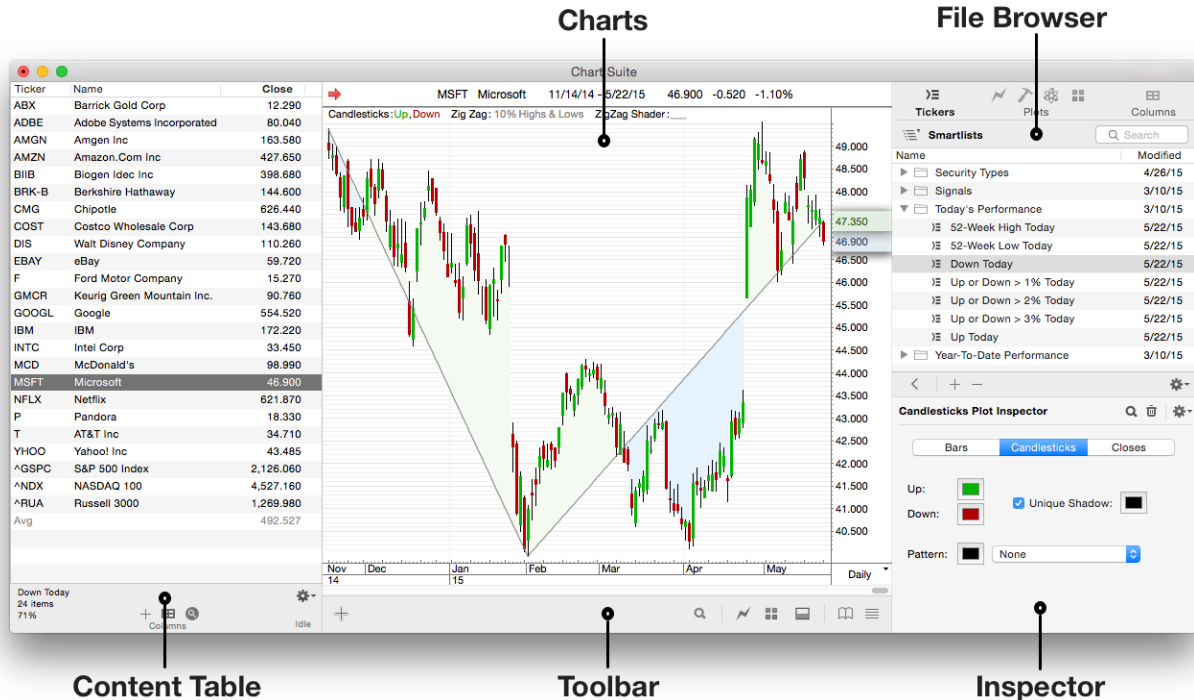 Charts
File Browser
Chart Suite
Ticker Name Close
ABX Barrick Gold Corp 12.290
ADBE Adobe Systems Incorporated 80.040
AMGN Amgen Inc 163.580
AMZN Amazon.Com Inc 427.650
BIIB Biogen Idec Inc 398.680
BRK-B Berkshire Hathaway 144.600
CMG Chipotle 626.440
COST Costco Wholesale Corp 143.680
DIS Walt Disney Company 110.260
EBAY eBay 59.720
F Ford Motor Company 15.270
GMCR Keurig Green Mountain Inc. 90.760
GOOGL Google 554.520
IBM IBM 172.220
INTC Intel Corp 33.450
MCD McDonald's 98.990
MSFT Microsoft 46.900
NFLX Netflix 621.870
P Pandora 18.330
T AT&T Inc 34.710
YHOO Yahoo! Inc 43.485
^GSPC S&P 500 Index 2,126.060
^NDX NASDAQ 100 4,527.160
^RUA Russell 3000 1,269.980
Avg 492.527
Down Today
24 items
71%
Columns
Idle
MSFT Microsoft 11/14/14 - 5/22/15 46.900 -0.520 -1.10%
Candlesticks:Up,Down Zig Zag: 10% Highs & Lows ZigZag Shader:___
49.000
48.500
48.000
47.350
46.900
46.500
46.000
45.500
45.000
44.500
44.000
43.500
43.000
42.500
42.000
41.500
41.000
40.500
Nov Dec Jan Feb Mar Apr May
14 15
Daily
Tickers Plots Columns
Smartlists Search
Name Modified
Security Types 4/26/15
Signals 3/10/15
Today's Performance 3/10/15
52-Week High Today 5/22/15
52-Week Low Today 5/22/15
Down Today 5/22/15
Up or Down > 1% Today 5/22/15
Up or Down > 2% Today 5/22/15
Up or Down > 3% Today 5/22/15
Up Today 5/22/15
Year-To-Date Performance 3/10/15
Candlesticks Plot Inspector
Bars Candlesticks Closes
Up:
Down:
Unique Shadow:
Pattern: None
Content Table
Toolbar
Inspector